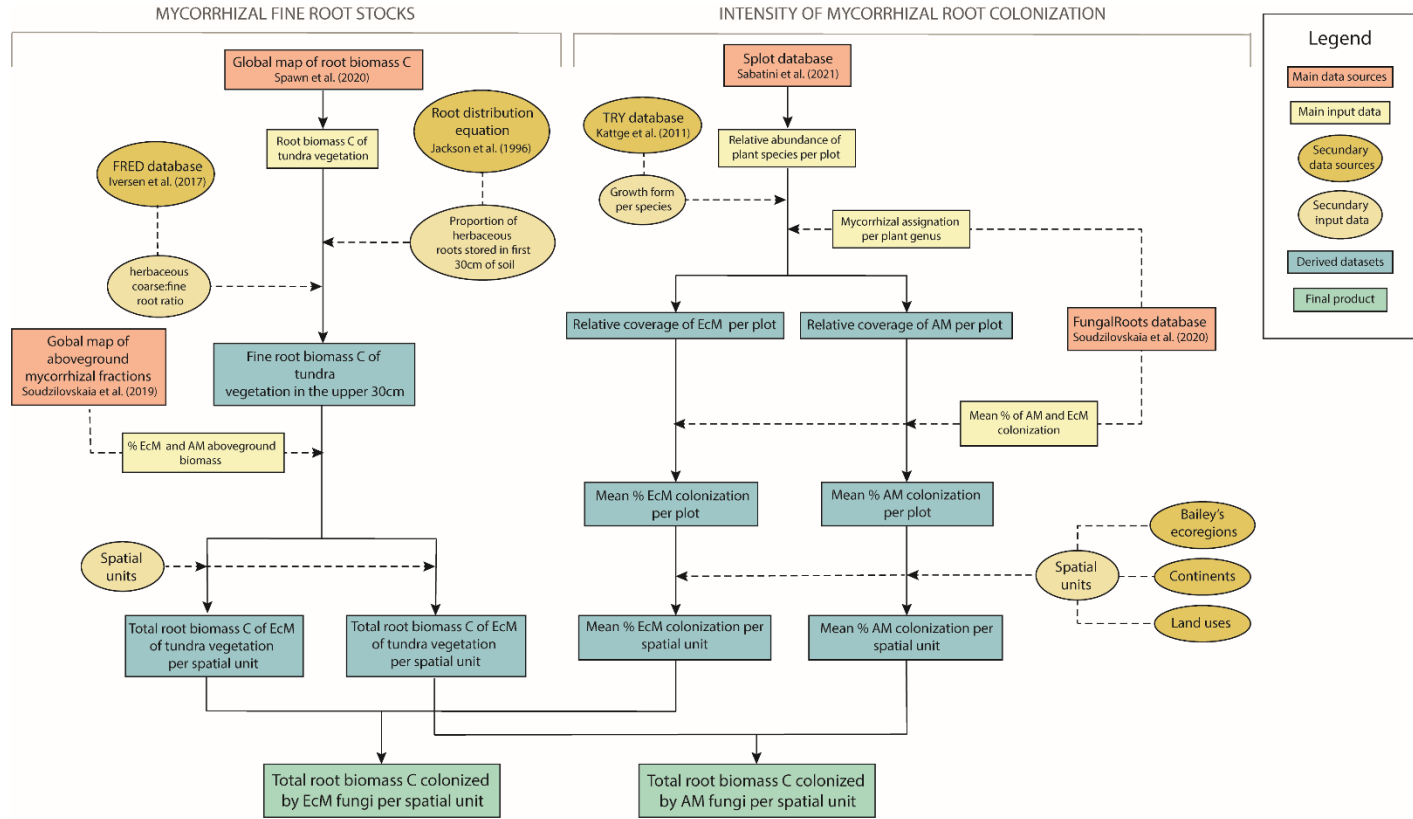 MYCORRHIZAL FINE ROOT STOCKS
Global map of root biomass C
Spawn et al. (2020)
Root biomass C of
tundra vegetation
Root distribution
equation
Jackson et al. (1996)
FRED database
Iversen et al. (2017)
Proportion of
herbaceous
roots stored in first
30cm of soil
herbaceous
coarse:fine
root ratio
Gobal map of
aboveground
mycorrhizal fractions
Soudzilovskaia et al. (2019)
Fine root biomass C of
tundra
vegetation in the upper 30cm
% EcM and AM aboveground
biomass
Spatial
units
Total root biomass C of EcM
of tundra vegetation
per spatial unit
Total root biomass C of EcM
of tundra vegetation
per spatial unit
INTENSITY OF MYCORRHIZAL ROOT COLONIZATION
Splot database
Sabatini et al. (2021)
TRY database
Kattge et al. (2011)
Relative abundance of
plant species per plot
Growth form
per species
Mycorrhizal assignation
per plant genus
Relative coverage of EcM per plot
Relative coverage of AM per plot
FungalRoots database
Soudzilovskaia et al. (2020)
Mean % of AM and EcM
colonization
Mean % EcM colonization
per plot
Mean % AM colonization
per plot
Bailey's
ecoregions
Spatial
units
Continents
Land uses
Mean % EcM colonization per
spatial unit
Mean % AM colonization per
spatial unit
Total root biomass C colonized
by EcM fungi per spatial unit
Total root biomass C colonized
by AM fungi per spatial unit
Legend
Main data sources
Main input data
Secundary
data sources
Secundary
input data
Derived datasets
Final product